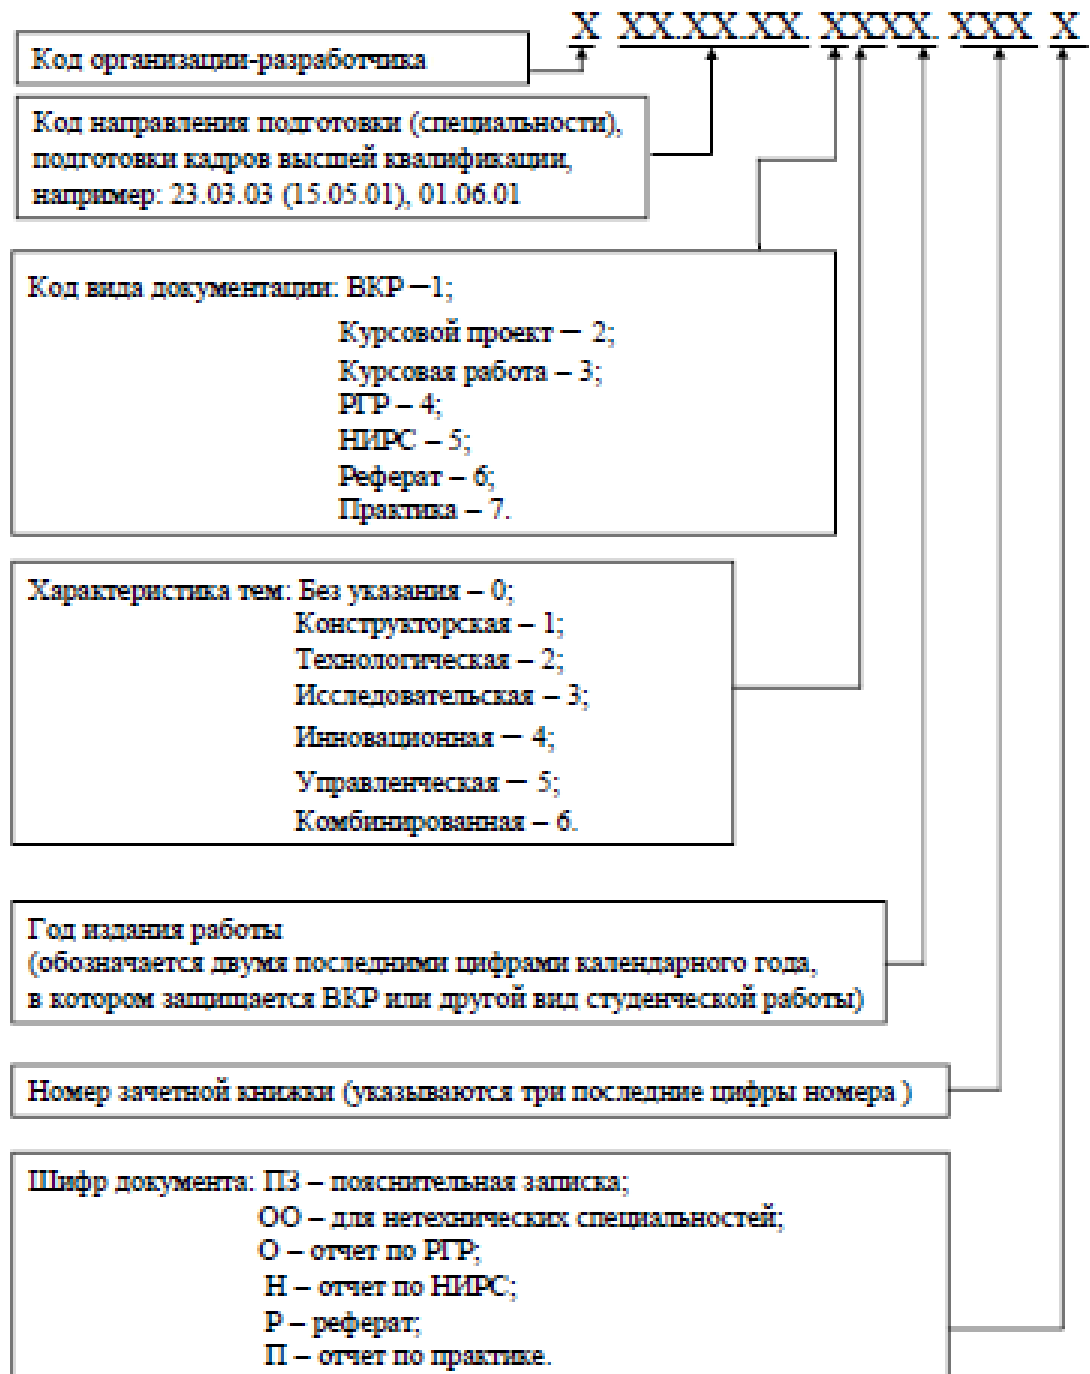 X XX.XX.XX. XXXX. XXX X
Код организации-разработчика
Код направления подготовки (специальности),
подготовки кадров высшей квалификации,
например: 23.03.03 (15.05.01), 01.06.01
Код вида документации: ВКР —1;
Курсовой проект — 2;
Курсовая работа – 3;
РГР – 4;
НИРС – 5;
Реферат – 6;
Практика – 7.
Характеристика тем: Без указания – 0;
Конструкторская – 1;
Технологическая – 2;
Исследовательская – 3;
Инновационная — 4;
Управленческая — 5;
Комбинированная – 6.
Год издания работы
(обозначается двумя последними цифрами календарного года,
в котором защищается ВКР или другой вид студенческой работы)
Номер зачетной книжки (указываются три последние цифры номера )
Шифр документа: ПЗ – пояснительная записка;
ОО – для нетехнических специальностей;
О – отчет по РГР;
Н – отчет по НИРС;
Р – реферат;
П – отчет по практике.